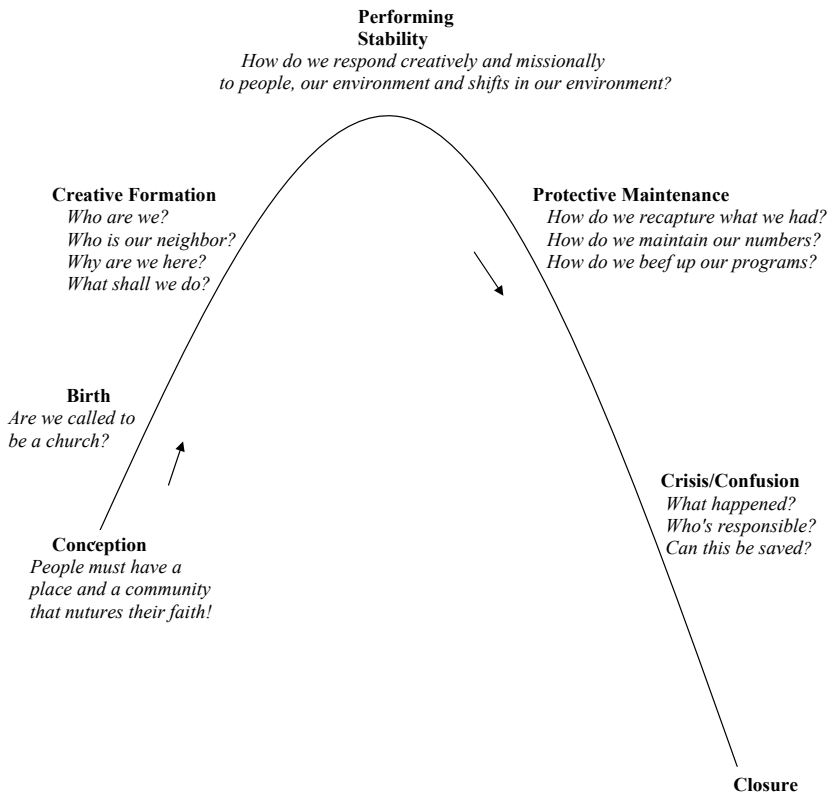 Performing
Stability
How do we respond creatively and missionally
to people, our environment and shifts in our environment?
Creative Formation
Who are we?
Who is our neighbor?
Why are we here?
What shall we do?
Protective Maintenance
How do we recapture what we had?
How do we maintain our numbers?
How do we beef up our programs?
Birth
Are we called to
be a church?
Crisis/Confusion
What happened?
Who's responsible?
Can this be saved?
Conception
People must have a
place and a community
that nutures their faith!
Closure